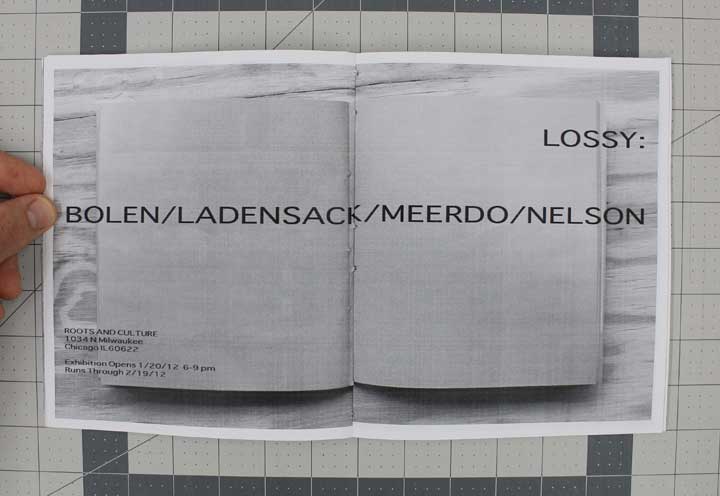 LOSSY:
BOLEN/LADENSACK/MEERDO/NELSON
ROOTS AND CULTURE
1034 N Milwaukee
Chicago IL 60622
Exhibition Opens 1/20/12 6-9 pm
Runs Through 2/19/12